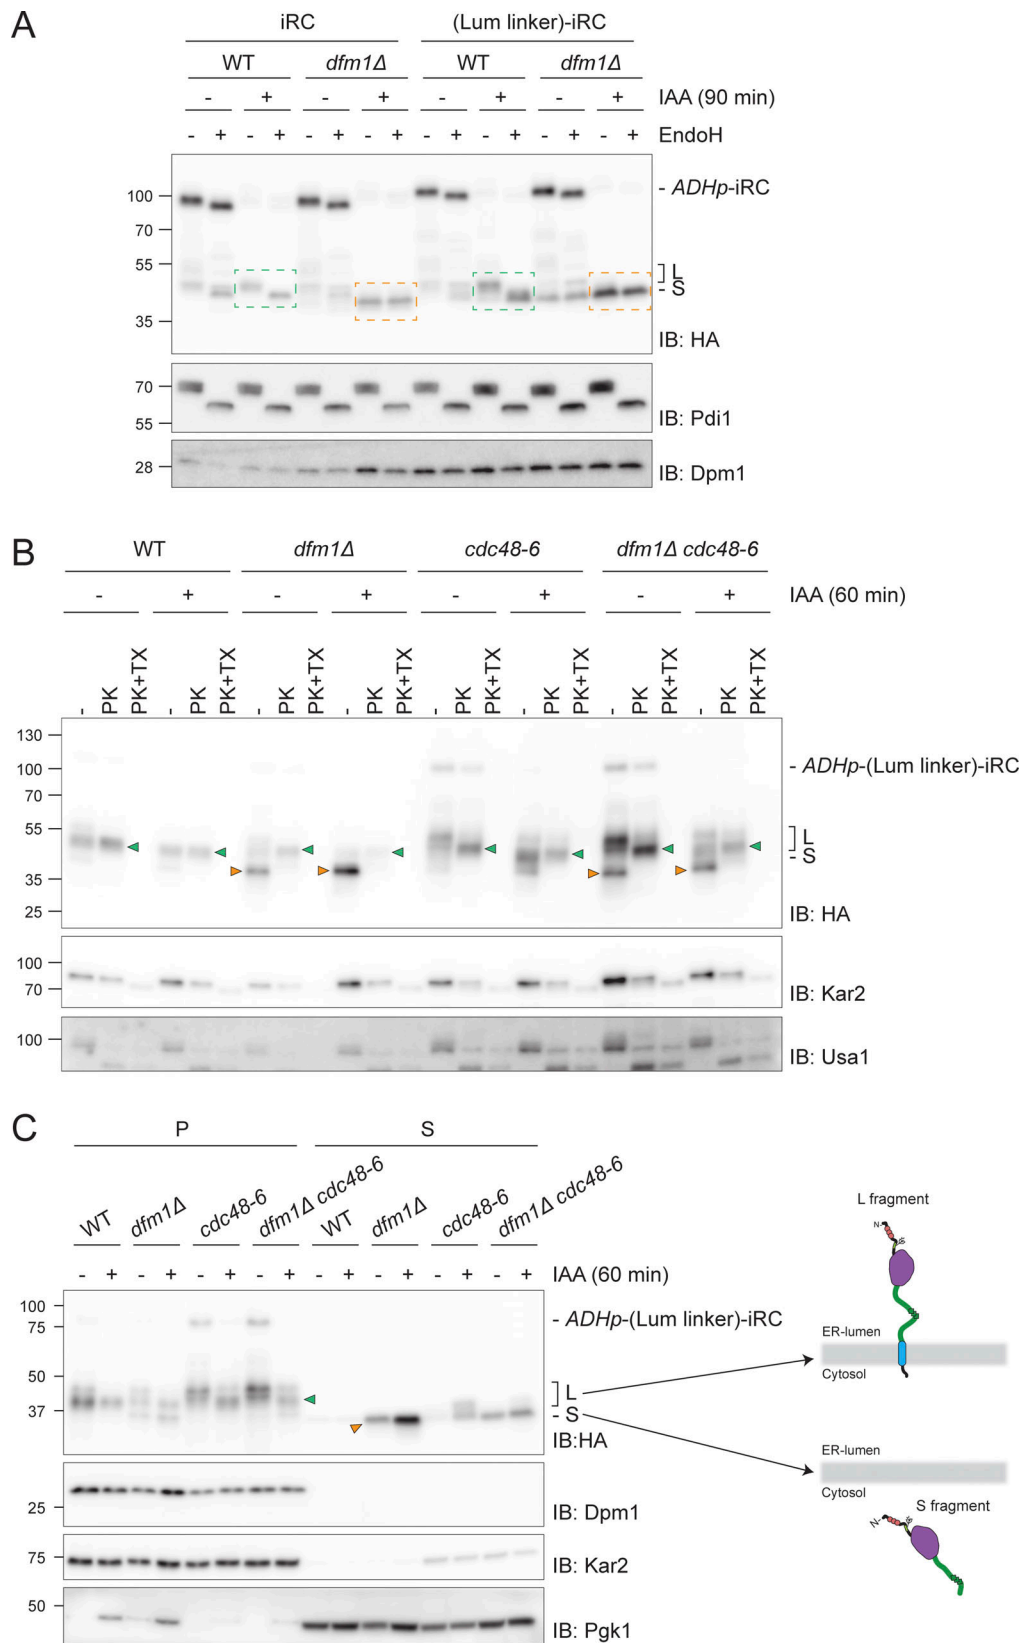 A
iRC (Lum linker)-iRC
WT dfm1Δ WT dfm1Δ
- + - + - + - + IAA (90 min)
- + - + - + - + - + - + - + - + EndoH
100 - ADHp-iRC
70
55 L
- S
35
IB: HA
70
55 IB: Pdi1
28
IB: Dpm1
B
WT dfm1Δ cdc48-6 dfm1Δ cdc48-6
- + - + - + - + IAA (60 min)
- PK PK+TX - PK PK+TX - PK PK+TX - PK PK+TX - PK PK+TX - PK PK+TX - PK PK+TX - PK PK+TX
130
100 - ADHp-(Lum linker)-iRC
70
55 L
- S
35
25 IB: HA
100
70 IB: Kar2
100
IB: Usa1
C
P S
WT dfm1Δ cdc48-6 dfm1Δ cdc48-6 WT dfm1Δ cdc48-6 dfm1Δ cdc48-6
- + - + - + - + - + - + - + - + IAA (60 min)
100
75 - ADHp-(Lum linker)-iRC
50
L
37 - S
IB:HA
25 IB: Dpm1
75 IB: Kar2
50
IB: Pgk1
L fragment
N-
ER-lumen
Cytosol
ER-lumen
Cytosol
S fragment
N-